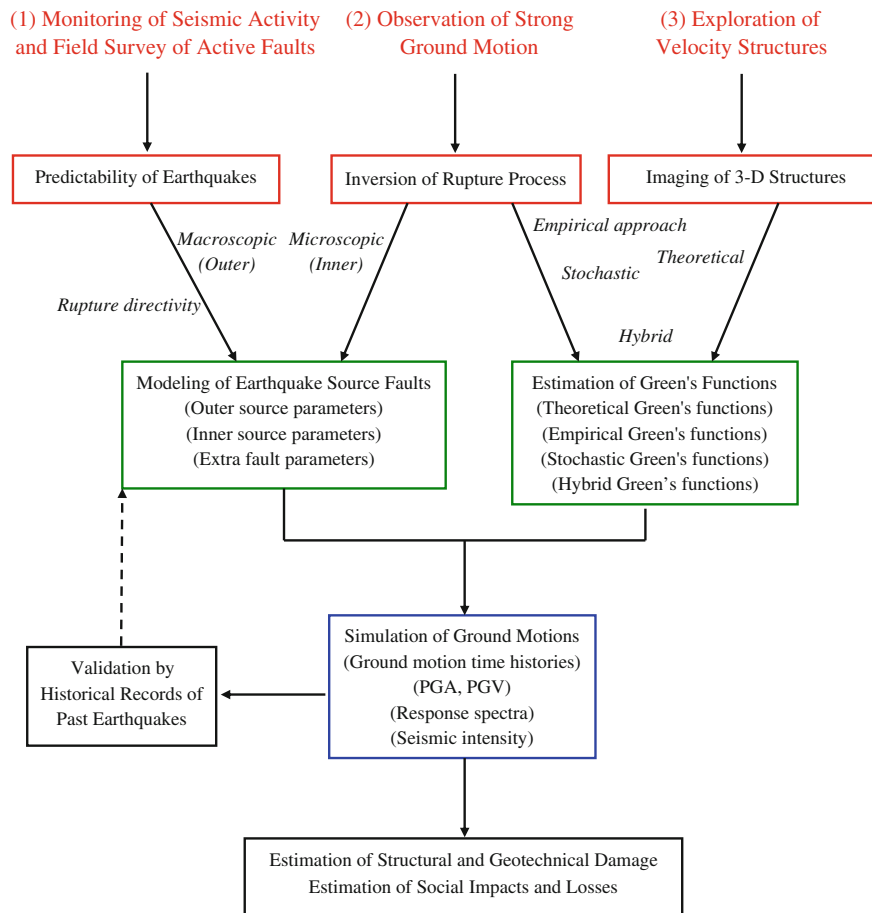 (1) Monitoring of Seismic Activity
and Field Survey of Active Faults
(2) Observation of Strong
Ground Motion
(3) Exploration of
Velocity Structures
Predictability of Earthquakes
Inversion of Rupture Process
Imaging of 3-D Structures
Macroscopic
(Outer)
Microscopic
(Inner)
Rupture directivity
Empirical approach
Stochastic
Theoretical
Hybrid
Modeling of Earthquake Source Faults
(Outer source parameters)
(Inner source parameters)
(Extra fault parameters)
Estimation of Green's Functions
(Theoretical Green's functions)
(Empirical Green's functions)
(Stochastic Green's functions)
(Hybrid Green’s functions)
Simulation of Ground Motions
(Ground motion time histories)
(PGA, PGV)
(Response spectra)
(Seismic intensity)
Validation by
Historical Records of
Past Earthquakes
Estimation of Structural and Geotechnical Damage
Estimation of Social Impacts and Losses